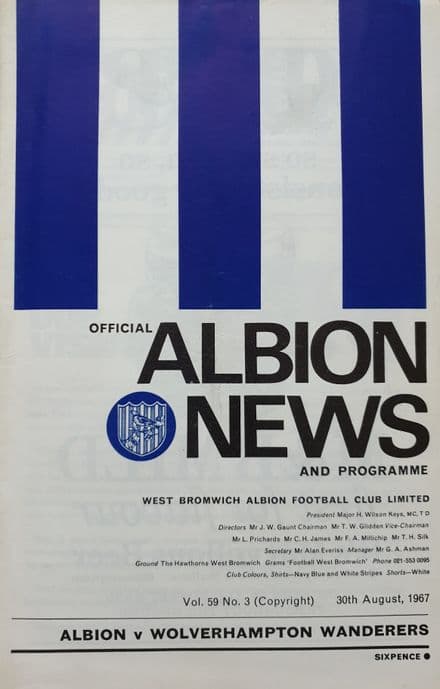 OFFICIAL ALBION
NEWS
AND PROGRAMME
WEST BROMWICH ALBION FOOTBALL CLUB LIMITED
President Major H. Wilson Keys, MC, T D
Directors Mr J. W. Gaunt Chairman Mr T. W. Glidden Vice-Chairman
Mr L. Prichards Mr C. H. James Mr F. A. Millichip Mr T. H. Silk
Secretary Mr Alan Everiss Manager Mr G. A. Ashman
Ground The Hawthorns West Bromwich Grams 'Football West Bromwich' Phone 021-553 0095
Club Colours, Shirts—Navy Blue and White Stripes Shorts—White
Vol. 59 No. 3 (Copyright) 30th August, 1967
ALBION v WOLVERHAMPTON WANDERERS
SIXPENCE